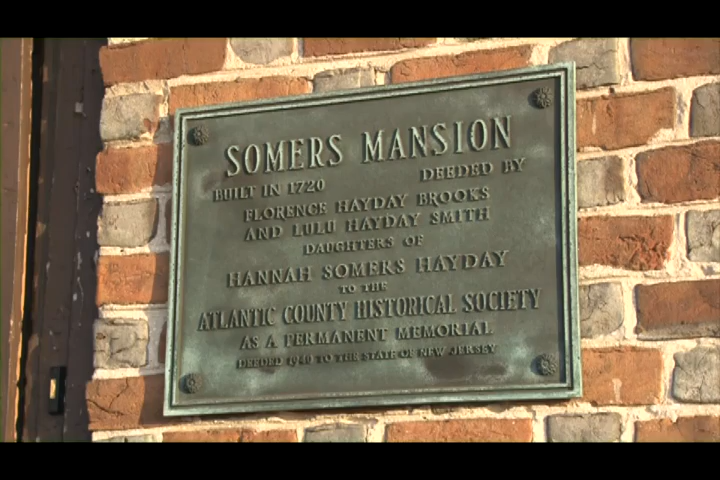 SOMERS MANSION
BUILT IN 1720 DEEDED BY
FLORENCE HAYDAY BROOKS
AND LULU HAYDAY SMITH
DAUGHTERS OF
HANNAH SOMERS HAYDAY
TO THE
ATLANTIC COUNTY HISTORICAL SOCIETY
AS A PERMANENT MEMORIAL
DEEDED 1940 TO THE STATE OF NEW JERSEY